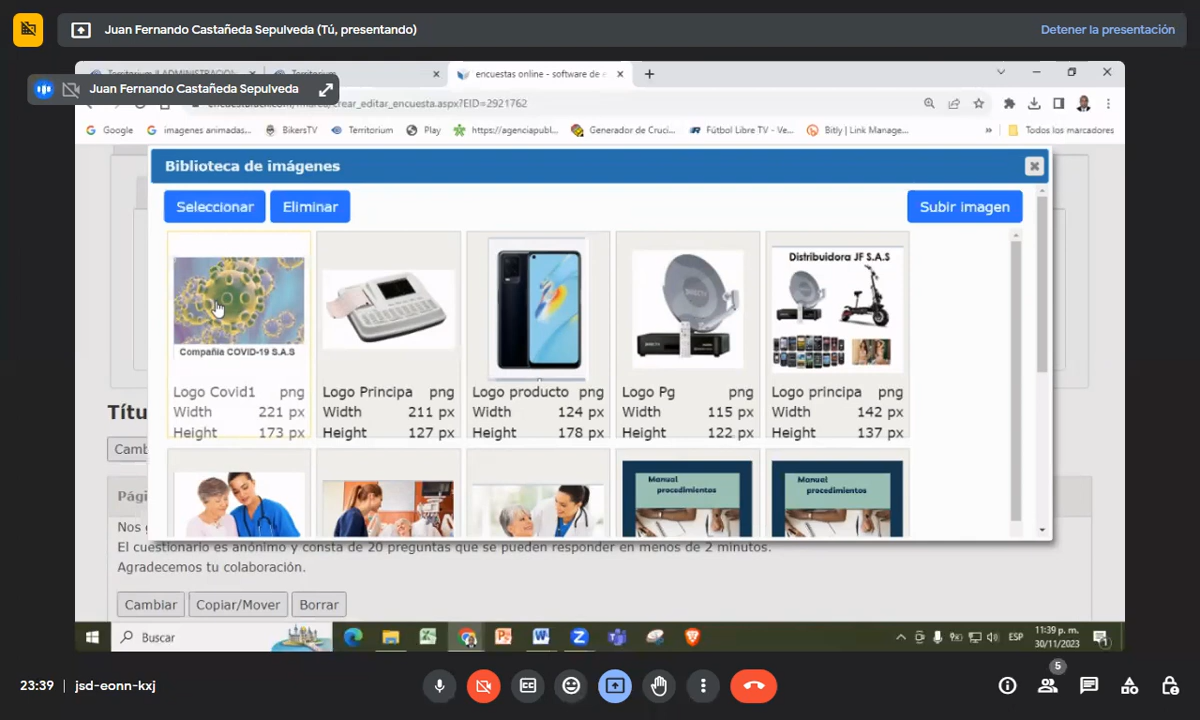 Juan Fernando Castañeda Sepulveda (Tú, presentando)
Detener la presentación
encuestas online - software de e
Juan Fernando Castañeda Sepulveda
crear_editar_encuesta.aspx?EID=2921762
Google
imagenes animadas...
BikersTV
Territorium
Play
https://agenciapubl...
Generador de Cruci...
Fútbol Libre TV - Ve...
Bitly | Link Manage...
»
Todos los marcadores
Biblioteca de imágenes
Seleccionar
Eliminar
Subir imagen
Compañia COVID-19 S.A.S
Distribuidora JF S.A.S
Logo Covid1 png
Width 221 px
Height 173 px
Logo Principa png
Width 211 px
Height 127 px
Logo producto png
Width 124 px
Height 178 px
Logo Pg png
Width 115 px
Height 122 px
Logo principa png
Width 142 px
Height 137 px
Manual
procedimientos
Manual
procedimientos
Títu
Camb
Pági
Nos g
El cuestionario es anónimo y consta de 20 preguntas que se pueden responder en menos de 2 minutos.
Agradecemos tu colaboración.
Cambiar
Copiar/Mover
Borrar
Buscar
ESP
11:39 p. m.
30/11/2023
1
23:39 | jsd-eonn-kxj
5